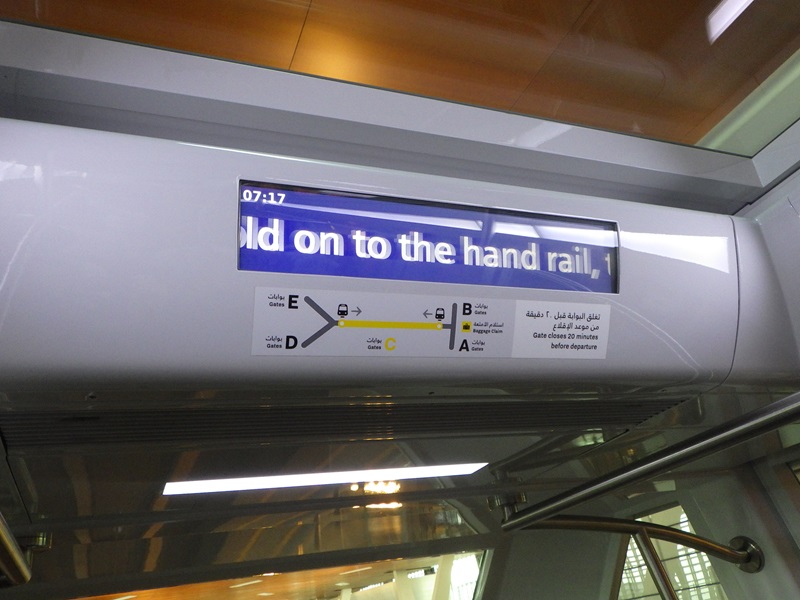 07:17
old on to the hand rail, t
بوابات
Gates E
بوابات
Gates D
بوابات
Gates C
B بوابات
Gates
استلام الأمتعة
Baggage Claim
A بوابات
Gates
تغلق البوابة قبل ٢٠ دقيقة
من موعد الإقلاع
Gate closes 20 minutes
before departure